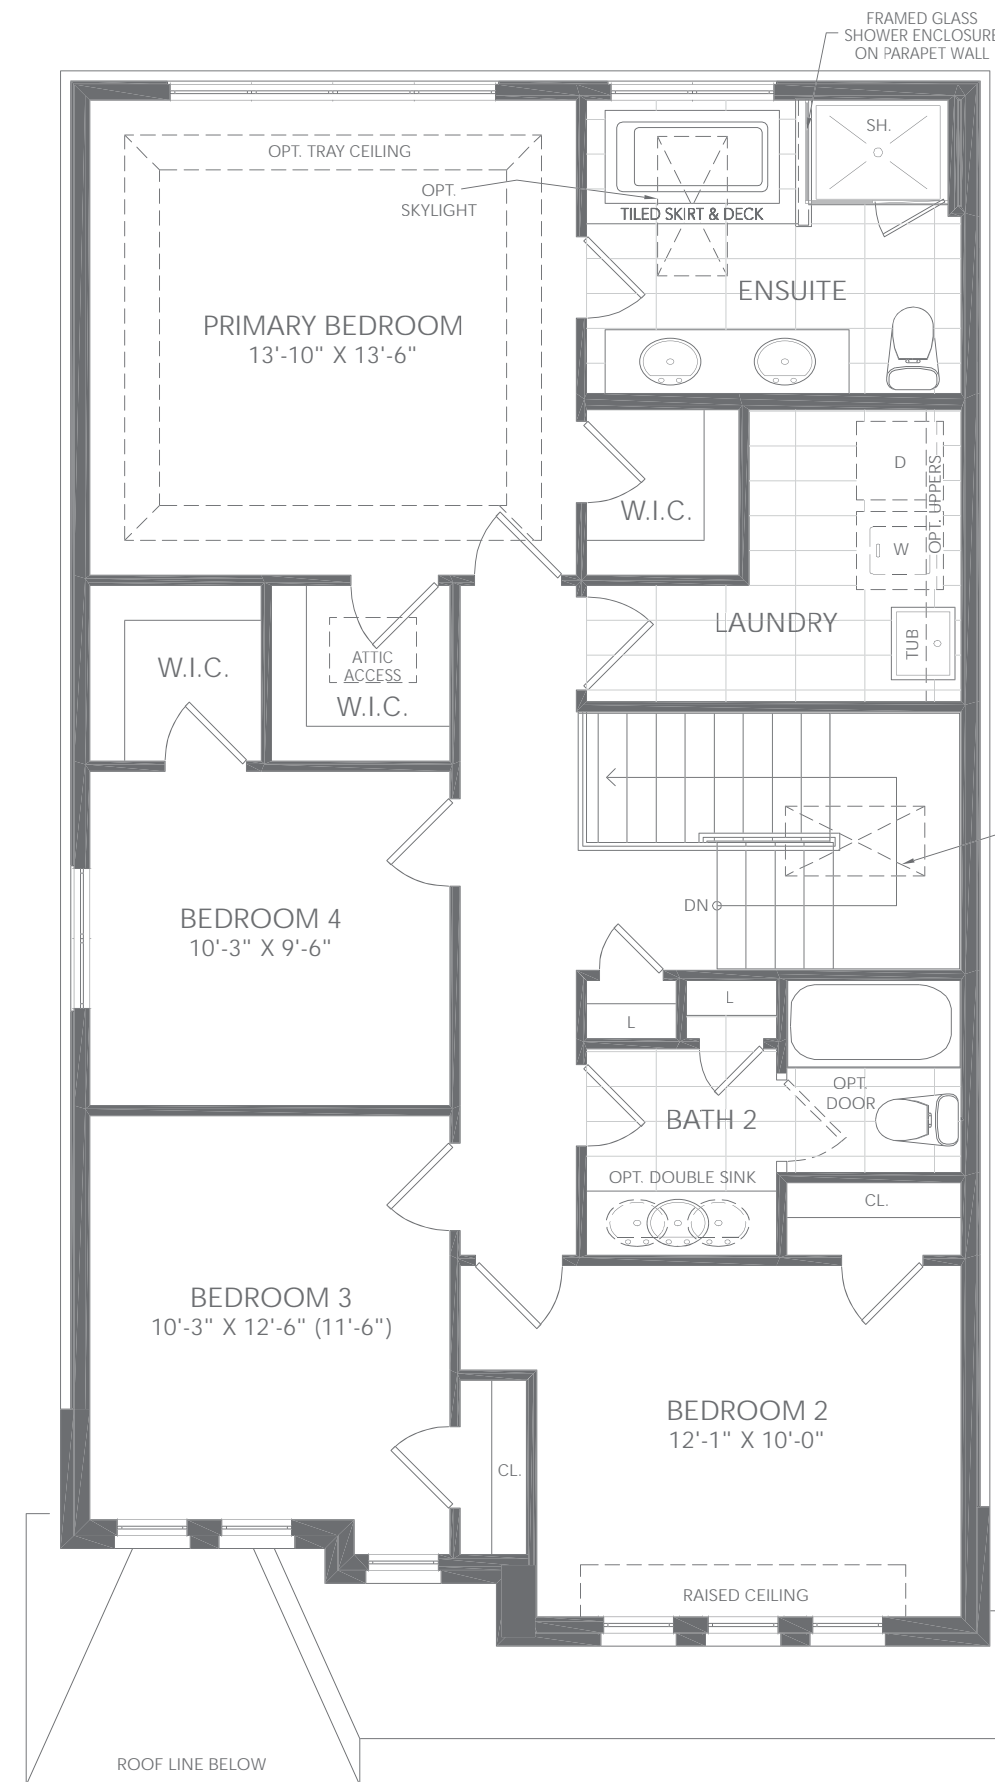 FRAMED GLASS
SHOWER ENCLOSURE
ON PARAPET WALL
SH.
OPT. TRAY CEILING
OPT.
SKYLIGHT
TILED SKIRT & DECK
ENSUITE
PRIMARY BEDROOM
13'-10" X 13'-6"
D
OPT. UPPERS
W.I.C.
W
LAUNDRY
TUB
W.I.C.
ATTIC
ACCESS
W.I.C.
DN
BEDROOM 4
10'-3" X 9'-6"
L
L
OPT.
DOOR
BATH 2
OPT. DOUBLE SINK
CL.
BEDROOM 3
10'-3" X 12'-6" (11'-6")
BEDROOM 2
12'-1" X 10'-0"
CL.
RAISED CEILING
ROOF LINE BELOW